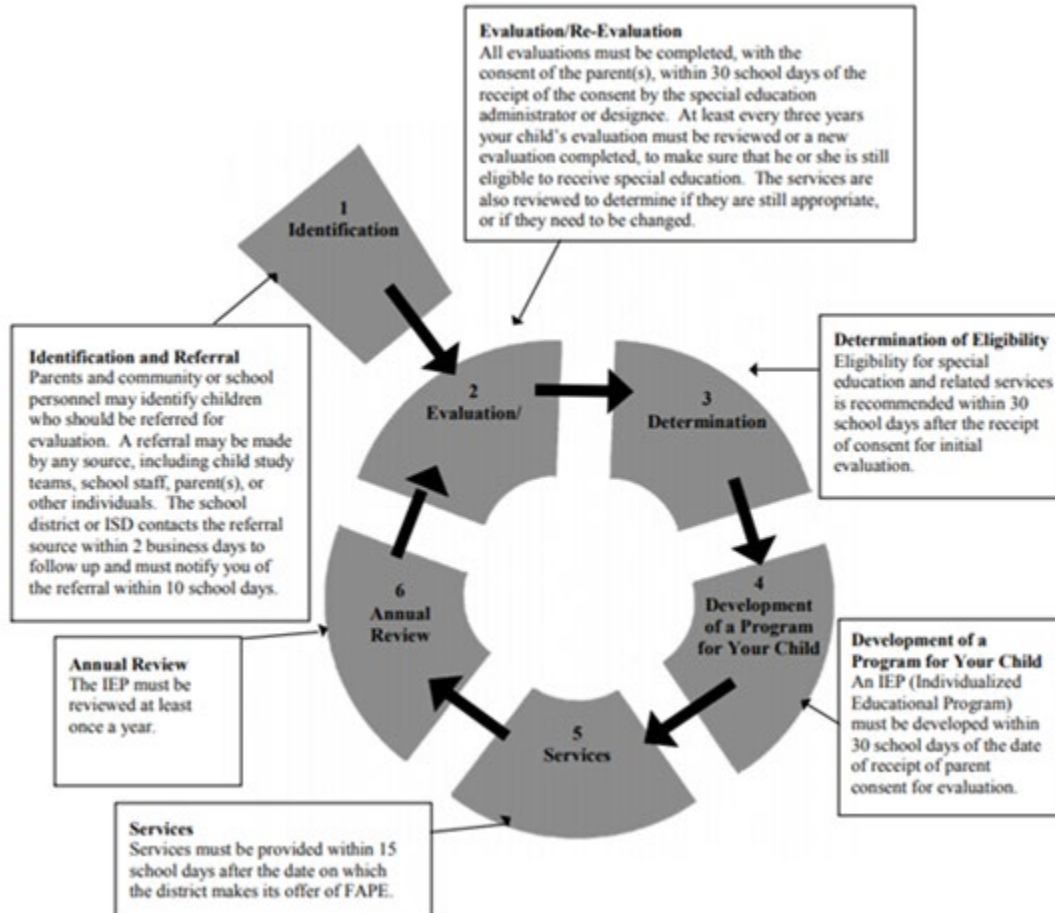 Evaluation/Re-Evaluation
All evaluations must be completed, with the
consent of the parent(s), within 30 school days of the
receipt of the consent by the special education
administrator or designee. At least every three years
your child's evaluation must be reviewed or a new
evaluation completed, to make sure that he or she is still
eligible to receive special education. The services are
also reviewed to determine if they are still appropriate,
or if they need to be changed.
1
Identification
Identification and Referral
Parents and community or school
personnel may identify children
who should be referred for
evaluation. A referral may be made
by any source, including child study
teams, school staff, parent(s), or
other individuals. The school
district or ISD contacts the referral
source within 2 business days to
follow up and must notify you of
the referral within 10 school days.
2
Evaluation/
3
Determination
Determination of Eligibility
Eligibility for special
education and related services
is recommended within 30
school days after the receipt
of consent for initial
evaluation.
4
Development
of a Program
for Your Child
Development of a
Program for Your Child
An IEP (Individualized
Educational Program)
must be developed within
30 school days of the date
of receipt of parent
consent for evaluation.
5
Services
Services
Services must be provided within 15
school days after the date on which
the district makes its offer of FAPE.
6
Annual
Review
Annual Review
The IEP must be
reviewed at least
once a year.